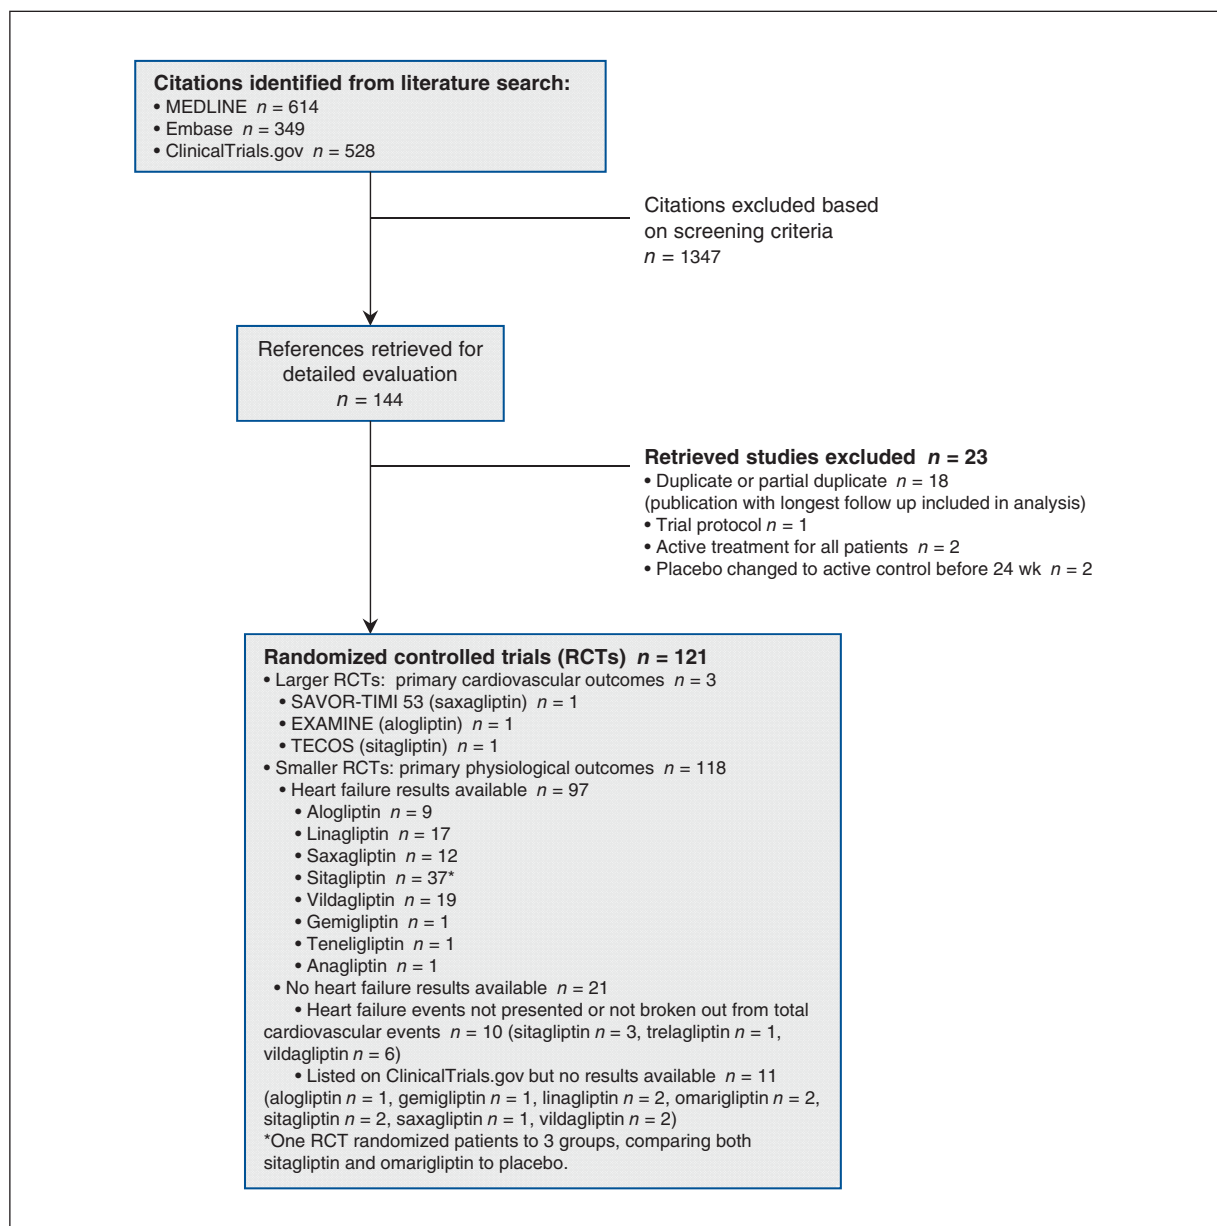 Citations identified from literature search:
• MEDLINE n = 614
• Embase n = 349
• ClinicalTrials.gov n = 528
Citations excluded based
on screening criteria
n = 1347
References retrieved for
detailed evaluation
n = 144
Retrieved studies excluded n = 23
• Duplicate or partial duplicate n = 18
(publication with longest follow up included in analysis)
• Trial protocol n = 1
• Active treatment for all patients n = 2
• Placebo changed to active control before 24 wk n = 2
Randomized controlled trials (RCTs) n = 121
• Larger RCTs: primary cardiovascular outcomes n = 3
• SAVOR-TIMI 53 (saxagliptin) n = 1
• EXAMINE (alogliptin) n = 1
• TECOS (sitagliptin) n = 1
• Smaller RCTs: primary physiological outcomes n = 118
• Heart failure results available n = 97
• Alogliptin n = 9
• Linagliptin n = 17
• Saxagliptin n = 12
• Sitagliptin n = 37*
• Vildagliptin n = 19
• Gemigliptin n = 1
• Teneligliptin n = 1
• Anagliptin n = 1
• No heart failure results available n = 21
• Heart failure events not presented or not broken out from total
cardiovascular events n = 10 (sitagliptin n = 3, trelagliptin n = 1,
vildagliptin n = 6)
• Listed on ClinicalTrials.gov but no results available n = 11
(alogliptin n = 1, gemigliptin n = 1, linagliptin n = 2, omarigliptin n = 2,
sitagliptin n = 2, saxagliptin n = 1, vildagliptin n = 2)
*One RCT randomized patients to 3 groups, comparing both
sitagliptin and omarigliptin to placebo.